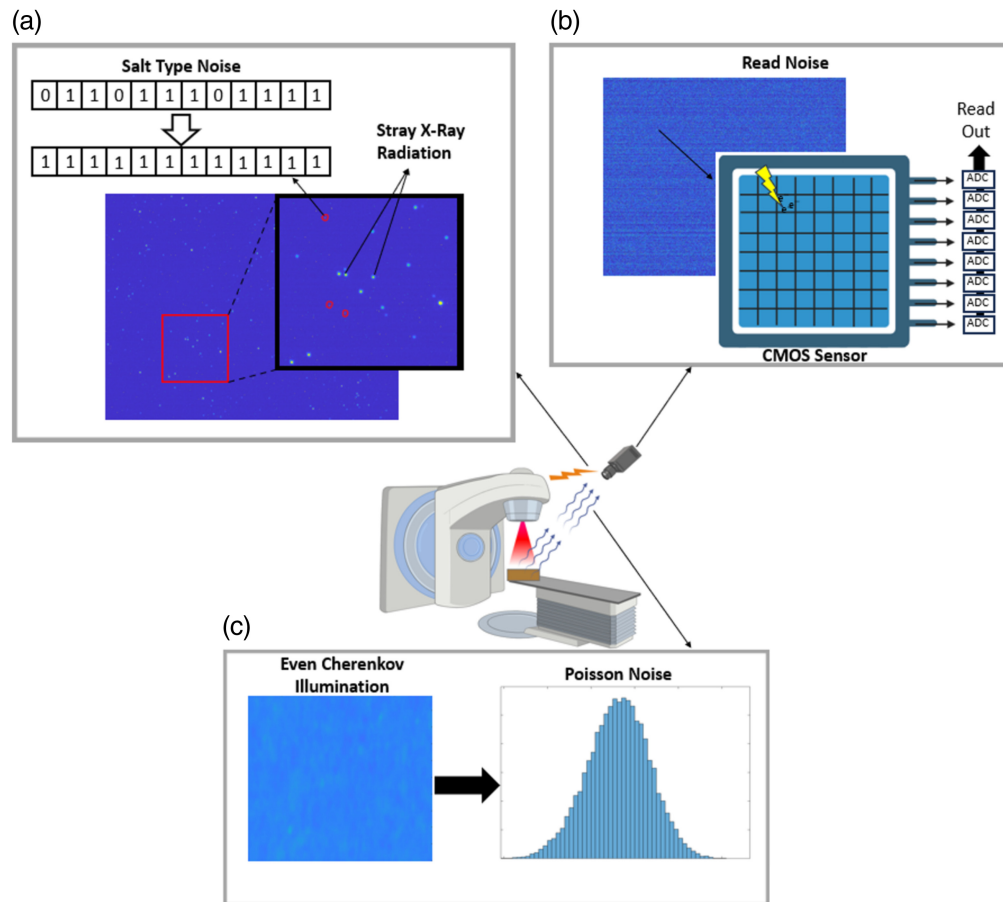 (a)
Salt Type Noise
0 1 1 0 1 1 1 0 1 1 1 1
1 1 1 1 1 1 1 1 1 1 1 1
Stray X-Ray
Radiation
(b)
Read Noise
Read
Out
ADC
ADC
ADC
ADC
ADC
ADC
ADC
ADC
e⁻ e⁻
CMOS Sensor
(c)
Even Cherenkov
Illumination
Poisson Noise